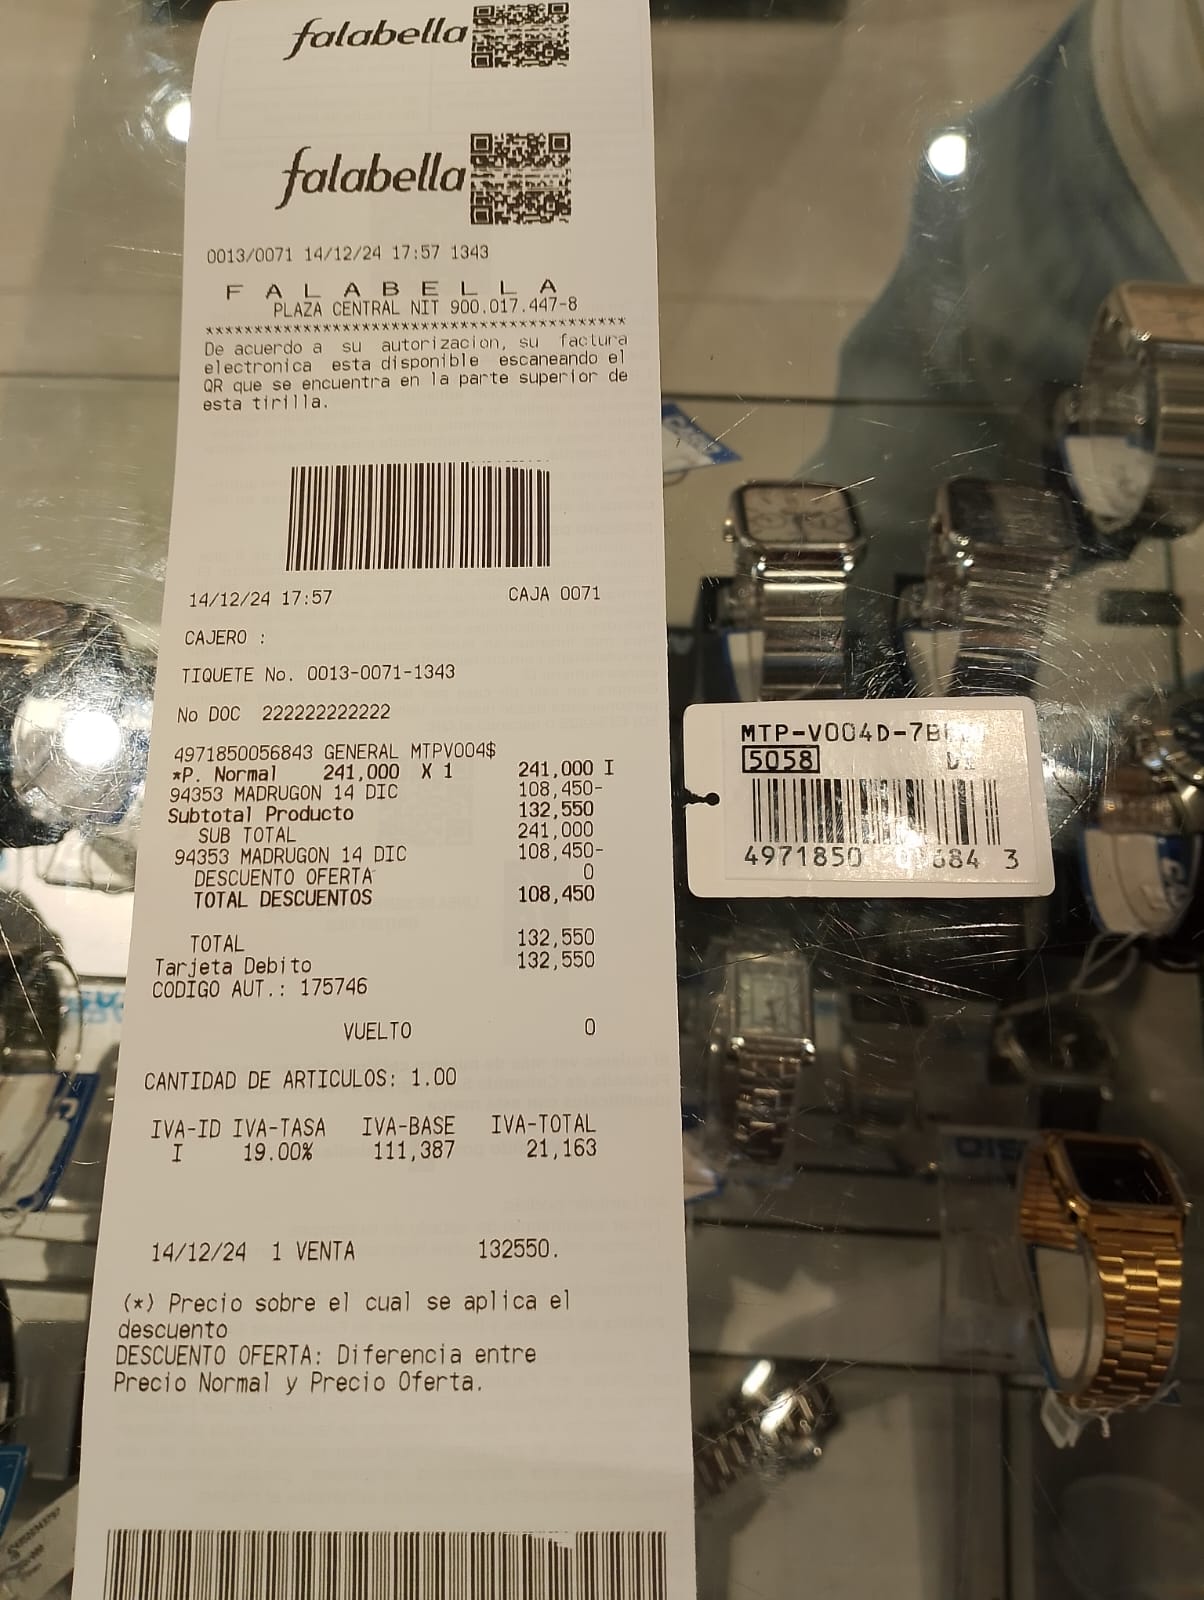 falabella
falabella
0013/0071 14/12/24 17:57 1343
F A L A B E L L A
PLAZA CENTRAL NIT 900.017.447-8
******************************************
De acuerdo a su autorizacion, su factura
electronica esta disponible escaneando el
QR que se encuentra en la parte superior de
esta tirilla.
14/12/24 17:57 CAJA 0071
CAJERO :
TIQUETE No. 0013-0071-1343
No DOC 222222222222
4971850056843 GENERAL MTPV004$
*P. Normal 241,000 X 1 241,000 I
94353 MADRUGON 14 DIC 108,450-
Subtotal Producto 132,550
SUB TOTAL 241,000
94353 MADRUGON 14 DIC 108,450-
DESCUENTO OFERTA 0
TOTAL DESCUENTOS 108,450
TOTAL 132,550
Tarjeta Debito 132,550
CODIGO AUT.: 175746
VUELTO 0
CANTIDAD DE ARTICULOS: 1.00
IVA-ID IVA-TASA IVA-BASE IVA-TOTAL
I 19.00% 111,387 21,163
14/12/24 1 VENTA 132550.
(*) Precio sobre el cual se aplica el
descuento
DESCUENTO OFERTA: Diferencia entre
Precio Normal y Precio Oferta.
MTP-V004D-7B
5058
4971850 684 3